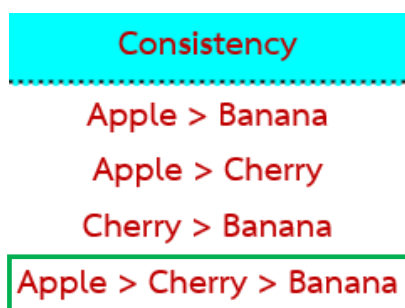 Consistency
Apple > Banana
Apple > Cherry
Cherry > Banana
Apple > Cherry > Banana